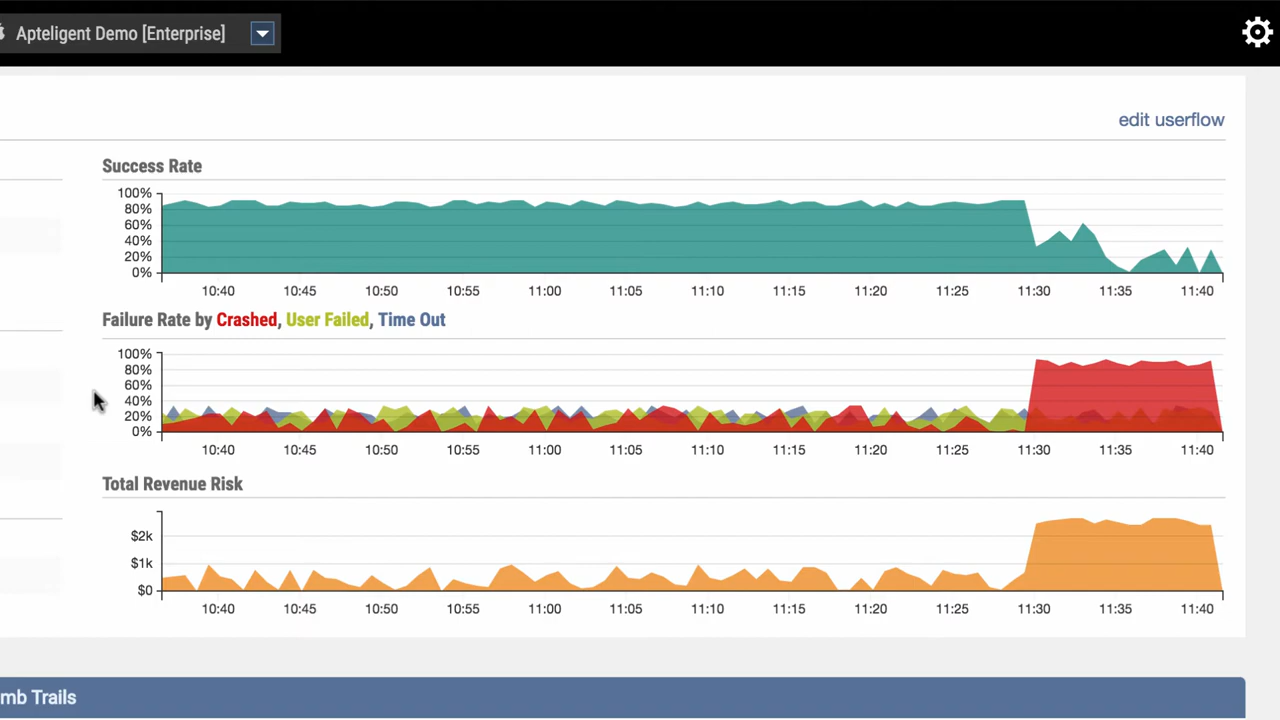 Apteligent Demo [Enterprise]
edit userflow
Success Rate
100%
80%
60%
40%
20%
0%
10:40 10:45 10:50 10:55 11:00 11:05 11:10 11:15 11:20 11:25 11:30 11:35 11:40
Failure Rate by Crashed, User Failed, Time Out
100%
80%
60%
40%
20%
0%
10:40 10:45 10:50 10:55 11:00 11:05 11:10 11:15 11:20 11:25 11:30 11:35 11:40
Total Revenue Risk
$2k
$1k
$0
10:40 10:45 10:50 10:55 11:00 11:05 11:10 11:15 11:20 11:25 11:30 11:35 11:40
mb Trails